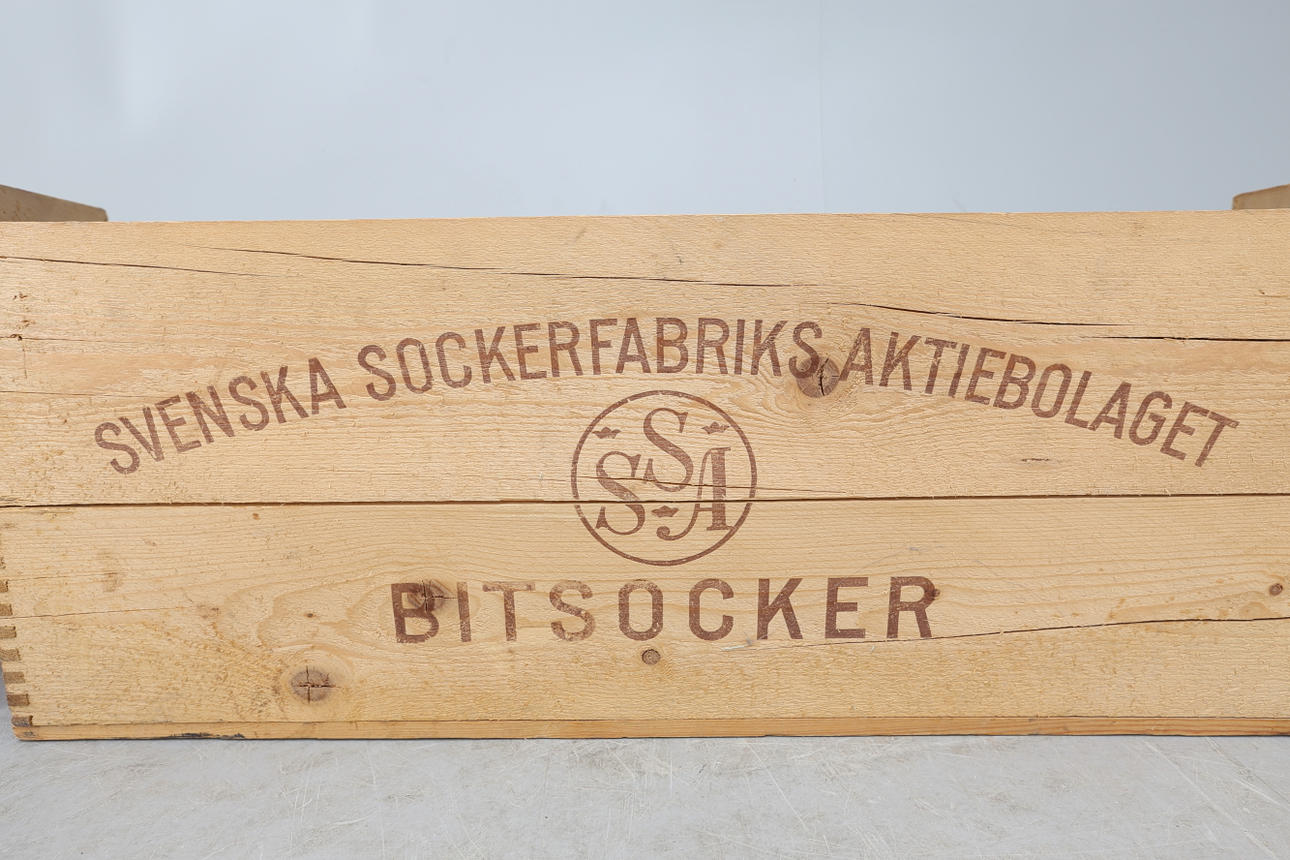 SVENSKA SOCKERFABRIKS AKTIEBOLAGET
SSA
BITSOCKER